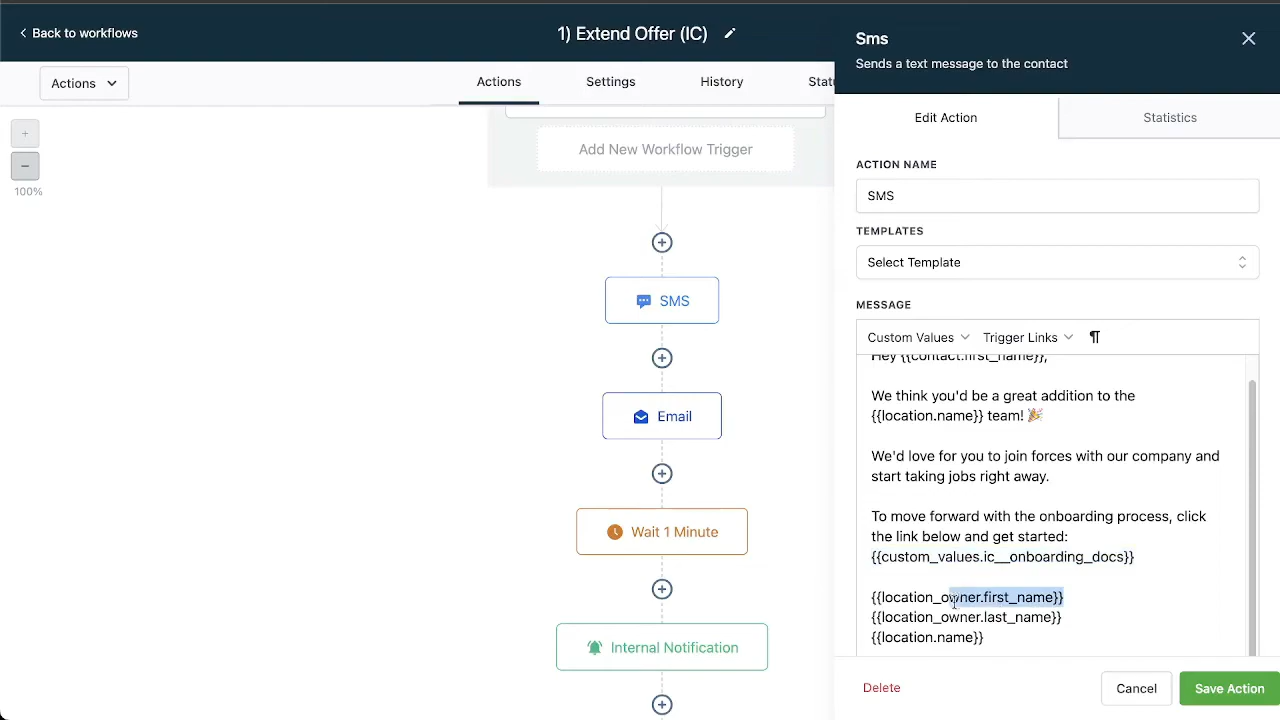 Back to workflows
1) Extend Offer (IC)
Actions
Actions
Settings
History
Statu
Add New Workflow Trigger
+
−
100%
SMS
Email
Wait 1 Minute
Internal Notification
Sms
Sends a text message to the contact
Edit Action
Statistics
ACTION NAME
SMS
TEMPLATES
Select Template
MESSAGE
Custom Values
Trigger Links
¶
Hey {{contact.first_name}},
We think you'd be a great addition to the
{{location.name}} team! 🎉
We'd love for you to join forces with our company and
start taking jobs right away.
To move forward with the onboarding process, click
the link below and get started:
{{custom_values.ic__onboarding_docs}}
{{location_owner.first_name}}
{{location_owner.last_name}}
{{location.name}}
Delete
Cancel
Save Action